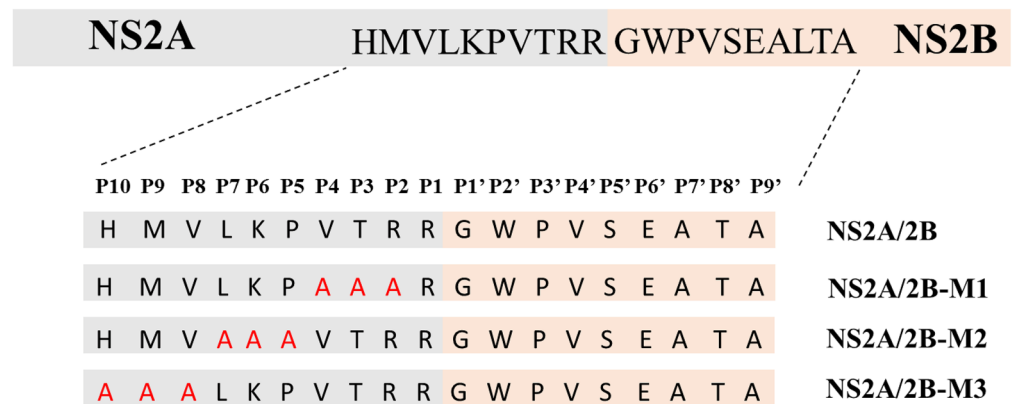 NS2A HMVLKPVTRR GWPVSEALTA NS2B
P10 P9 P8 P7 P6 P5 P4 P3 P2 P1 P1’ P2’ P3’ P4’ P5’ P6’ P7’ P8’ P9’
H M V L K P V T R R G W P V S E A T A NS2A/2B
H M V L K P A A A R G W P V S E A T A NS2A/2B-M1
H M V A A A V T R R G W P V S E A T A NS2A/2B-M2
A A A L K P V T R R G W P V S E A T A NS2A/2B-M3